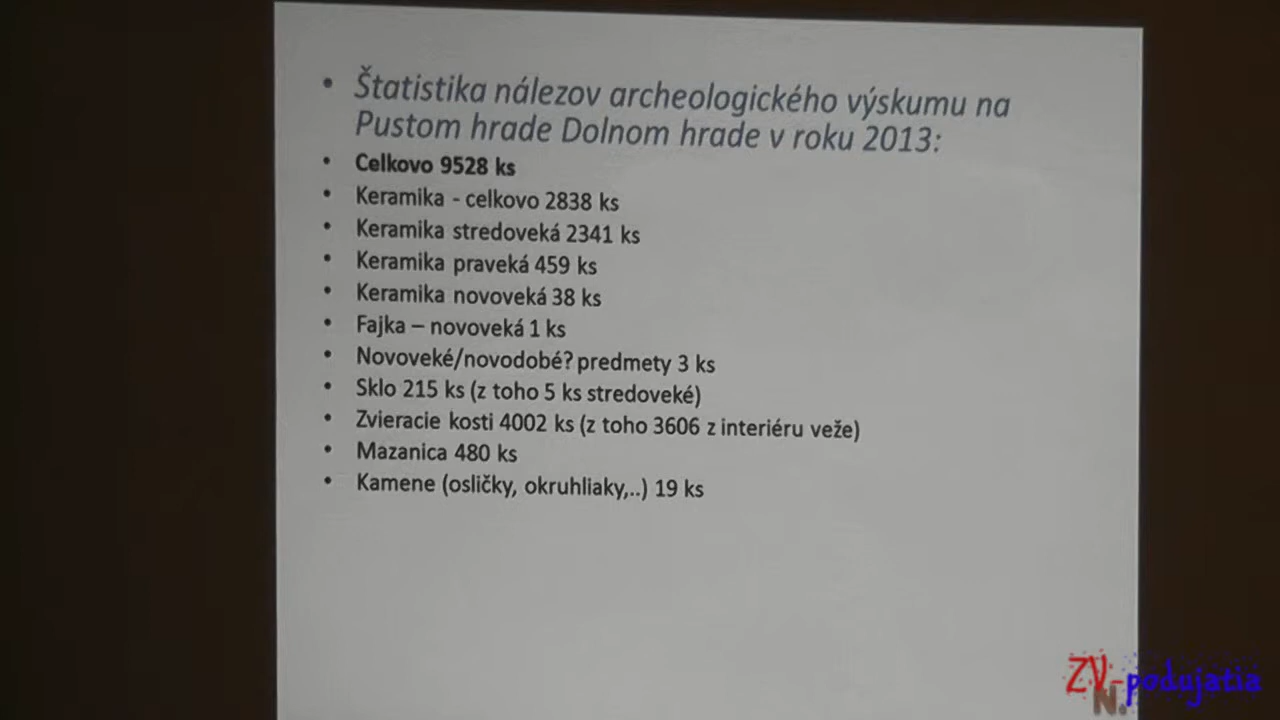 • Štatistika nálezov archeologického výskumu na
Pustom hrade Dolnom hrade v roku 2013:
• Celkovo 9528 ks
• Keramika - celkovo 2838 ks
• Keramika stredoveká 2341 ks
• Keramika praveká 459 ks
• Keramika novoveká 38 ks
• Fajka – novoveká 1 ks
• Novoveké/novodobé? predmety 3 ks
• Sklo 215 ks (z toho 5 ks stredoveké)
• Zvieracie kosti 4002 ks (z toho 3606 z interiéru veže)
• Mazanica 480 ks
• Kamene (osličky, okruhliaky,..) 19 ks
ZV-podujatia
N.